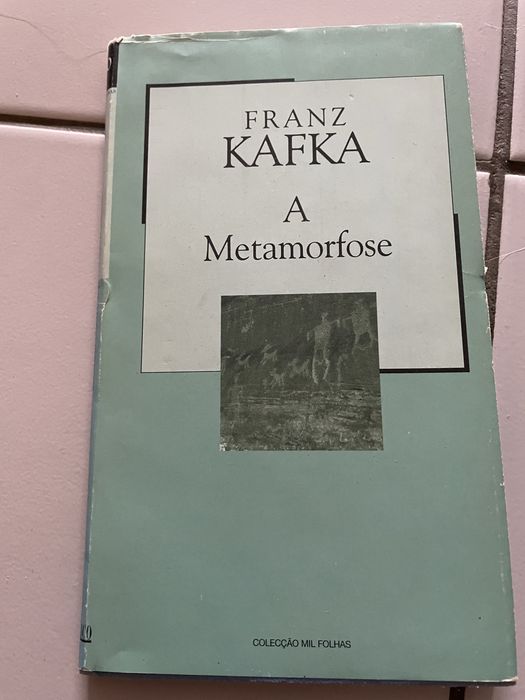 FRANZ
KAFKA
A
Metamorfose
COLECÇÃO MIL FOLHAS